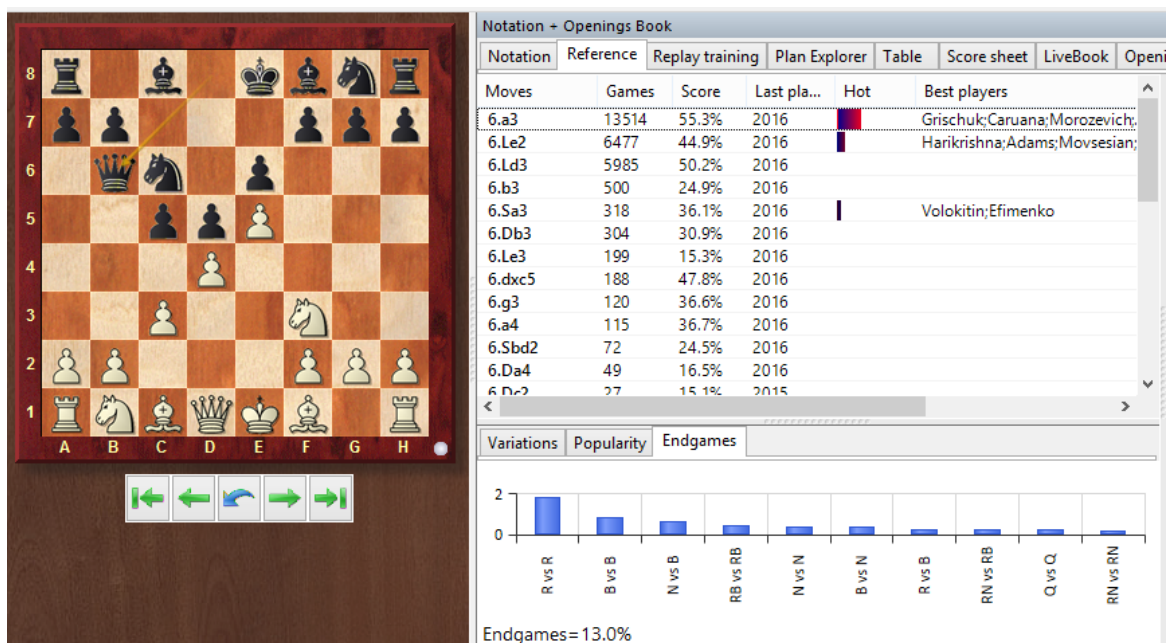 Notation + Openings Book
Notation Reference Replay training Plan Explorer Table Score sheet LiveBook Openi
Moves Games Score Last pla... Hot Best players
6.a3 13514 55.3% 2016 Grischuk;Caruana;Morozevich;.
6.Le2 6477 44.9% 2016 Harikrishna;Adams;Movsesian;
6.Ld3 5985 50.2% 2016
6.b3 500 24.9% 2016
6.Sa3 318 36.1% 2016 Volokitin;Efimenko
6.Db3 304 30.9% 2016
6.Le3 199 15.3% 2016
6.dxc5 188 47.8% 2016
6.g3 120 36.6% 2016
6.a4 115 36.7% 2016
6.Sbd2 72 24.5% 2016
6.Da4 49 16.5% 2016
6.Dc2 27 15.1% 2015
8
7
6
5
4
3
2
1
A B C D E F G H
Variations Popularity Endgames
2
0
R vs R
B vs B
N vs B
RB vs RB
N vs N
B vs N
R vs B
RN vs RB
Q vs Q
RN vs RN
Endgames=13.0%